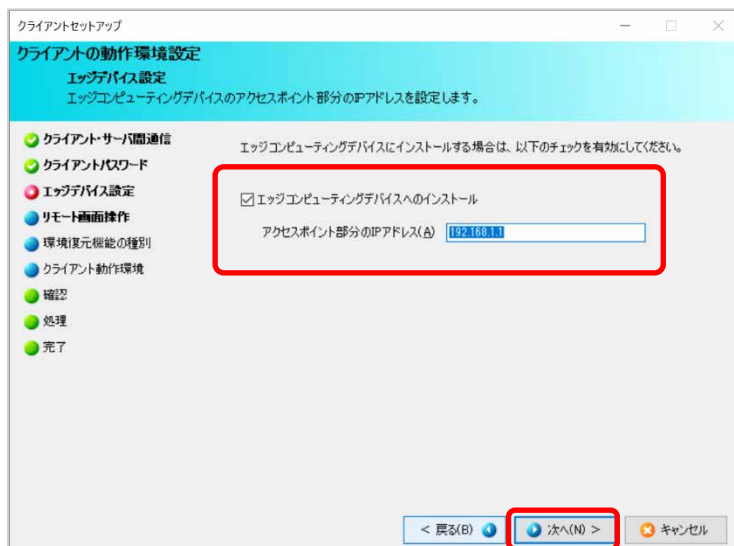 クライアントセットアップ
クライアントの動作環境設定
エッジデバイス設定
エッジコンピューティングデバイスのアクセスポイント部分のIPアドレスを設定します。
クライアント・サーバ間通信
クライアントパスワード
エッジデバイス設定
リモート画面操作
環境復元機能の種別
クライアント動作環境
確認
処理
完了
エッジコンピューティングデバイスにインストールする場合は、以下のチェックを有効にしてください。
エッジコンピューティングデバイスへのインストール
アクセスポイント部分のIPアドレス(A) 192.168.1.1
< 戻る(B) 次へ(N) > キャンセル